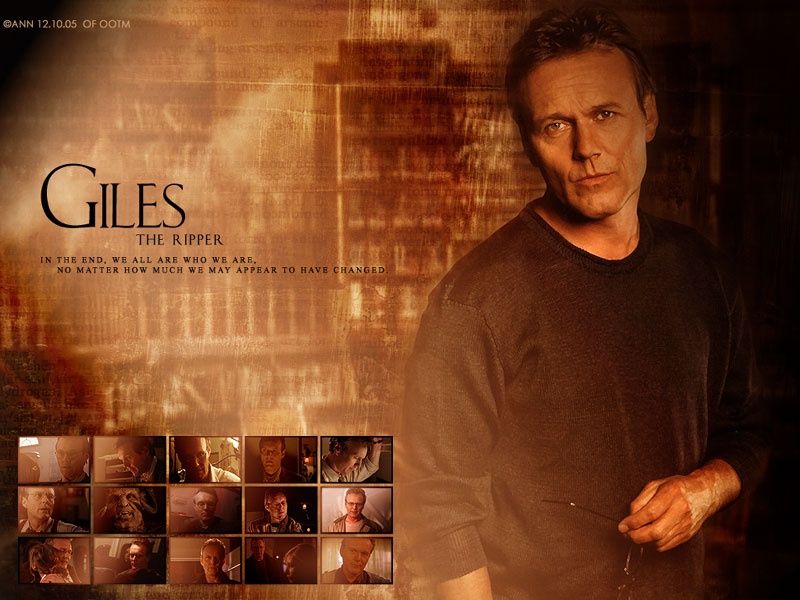 ©ANN 12.10.05 OF OOTM
GILES
THE RIPPER
IN THE END, WE ALL ARE WHO WE ARE,
NO MATTER HOW MUCH WE MAY APPEAR TO HAVE CHANGED